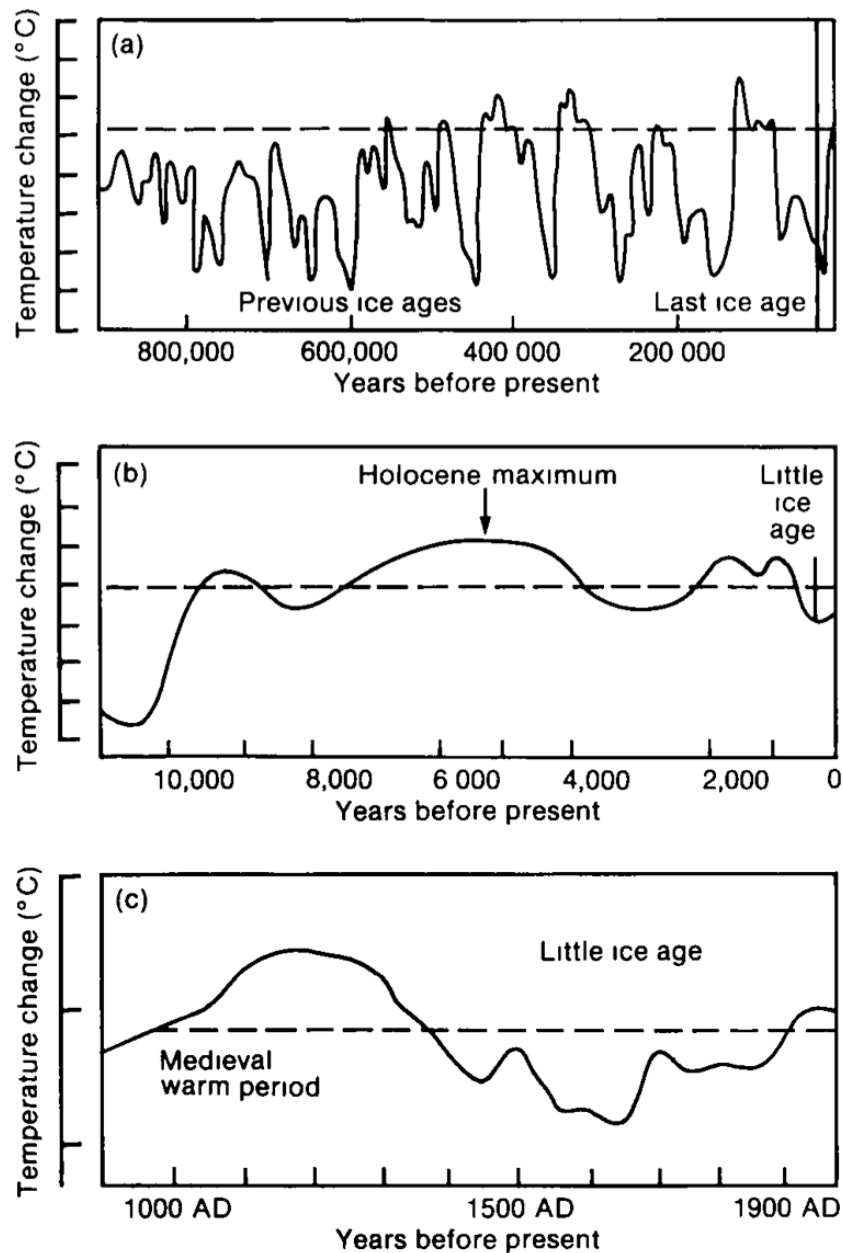 Temperature change (°C)
(a)
Previous ice ages
Last ice age
800,000 600,000 400 000 200 000
Years before present
Temperature change (°C)
(b)
Holocene maximum
Little
ice
age
10,000 8,000 6 000 4,000 2,000 0
Years before present
Temperature change (°C)
(c)
Little ice age
Medieval
warm period
1000 AD 1500 AD 1900 AD
Years before present